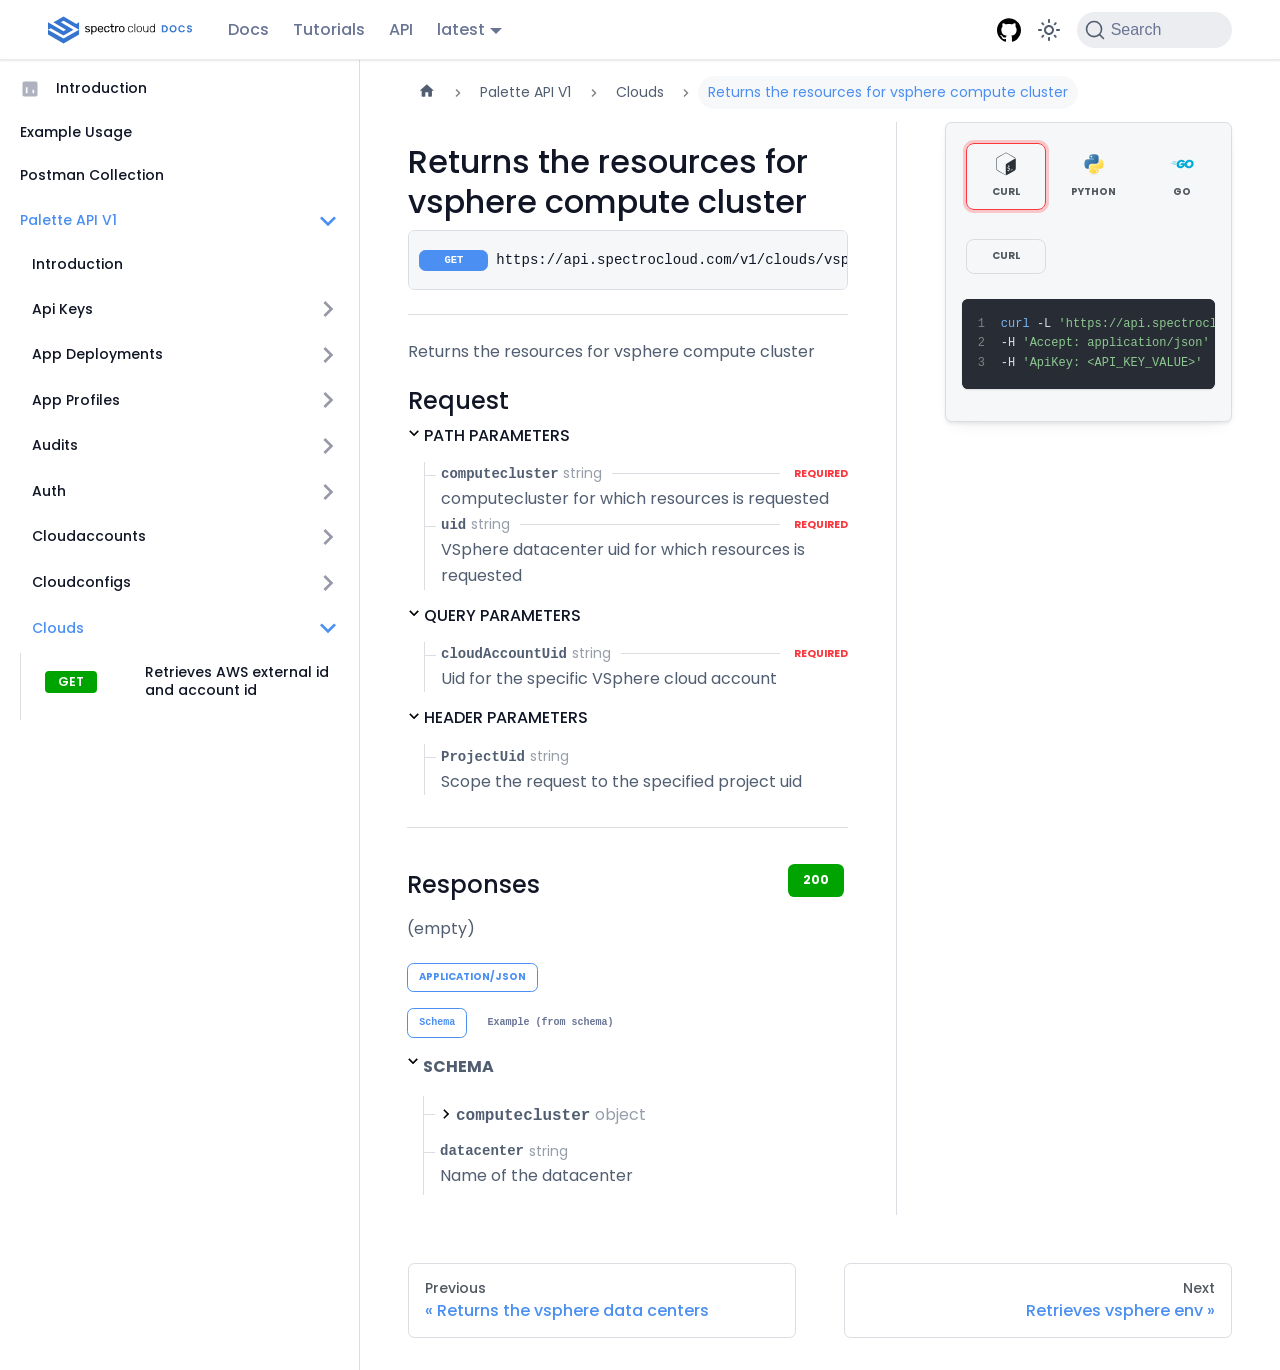 spectro cloud DOCS Docs Tutorials API latest Search
Introduction
Example Usage
Postman Collection
Palette API V1
Introduction
Api Keys
App Deployments
App Profiles
Audits
Auth
Cloudaccounts
Cloudconfigs
Clouds
GET Retrieves AWS external id
and account id
Palette API V1 Clouds Returns the resources for vsphere compute cluster
Returns the resources for
vsphere compute cluster
GET https://api.spectrocloud.com/v1/clouds/vsp
Returns the resources for vsphere compute cluster
Request
PATH PARAMETERS
computecluster string REQUIRED
computecluster for which resources is requested
uid string REQUIRED
VSphere datacenter uid for which resources is
requested
QUERY PARAMETERS
cloudAccountUid string REQUIRED
Uid for the specific VSphere cloud account
HEADER PARAMETERS
ProjectUid string
Scope the request to the specified project uid
Responses 200
(empty)
APPLICATION/JSON
Schema Example (from schema)
SCHEMA
computecluster object
datacenter string
Name of the datacenter
CURL PYTHON GO
CURL
1 curl -L 'https://api.spectrocl
2 -H 'Accept: application/json'
3 -H 'ApiKey: <API_KEY_VALUE>'
Previous
« Returns the vsphere data centers
Next
Retrieves vsphere env »